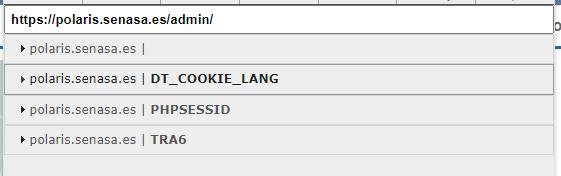 https://polaris.senasa.es/admin/
polaris.senasa.es |
polaris.senasa.es | DT_COOKIE_LANG
polaris.senasa.es | PHPSESSID
polaris.senasa.es | TRA6